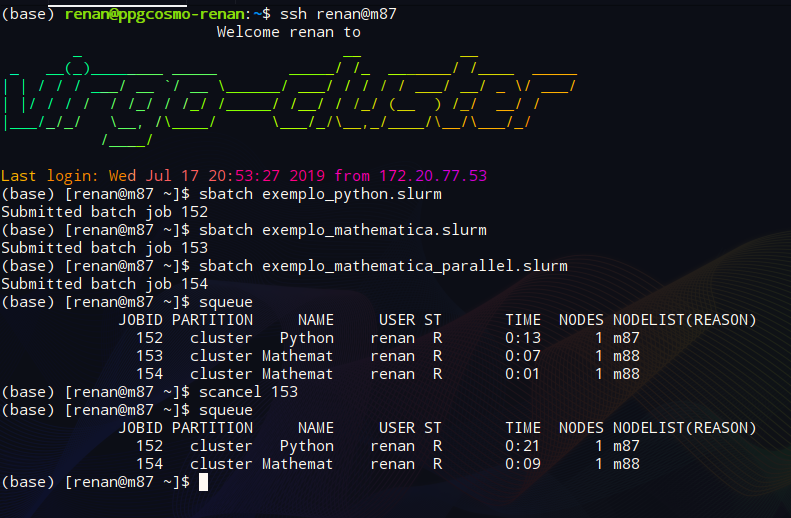 (base) renan@ppgcosmo-renan:~$ ssh renan@m87
Welcome renan to
virgo-cluster
Last login: Wed Jul 17 20:53:27 2019 from 172.20.77.53
(base) [renan@m87 ~]$ sbatch exemplo_python.slurm
Submitted batch job 152
(base) [renan@m87 ~]$ sbatch exemplo_mathematica.slurm
Submitted batch job 153
(base) [renan@m87 ~]$ sbatch exemplo_mathematica_parallel.slurm
Submitted batch job 154
(base) [renan@m87 ~]$ squeue
JOBID PARTITION NAME USER ST TIME NODES NODELIST(REASON)
152 cluster Python renan R 0:13 1 m87
153 cluster Mathemat renan R 0:07 1 m88
154 cluster Mathemat renan R 0:01 1 m88
(base) [renan@m87 ~]$ scancel 153
(base) [renan@m87 ~]$ squeue
JOBID PARTITION NAME USER ST TIME NODES NODELIST(REASON)
152 cluster Python renan R 0:21 1 m87
154 cluster Mathemat renan R 0:09 1 m88
(base) [renan@m87 ~]$